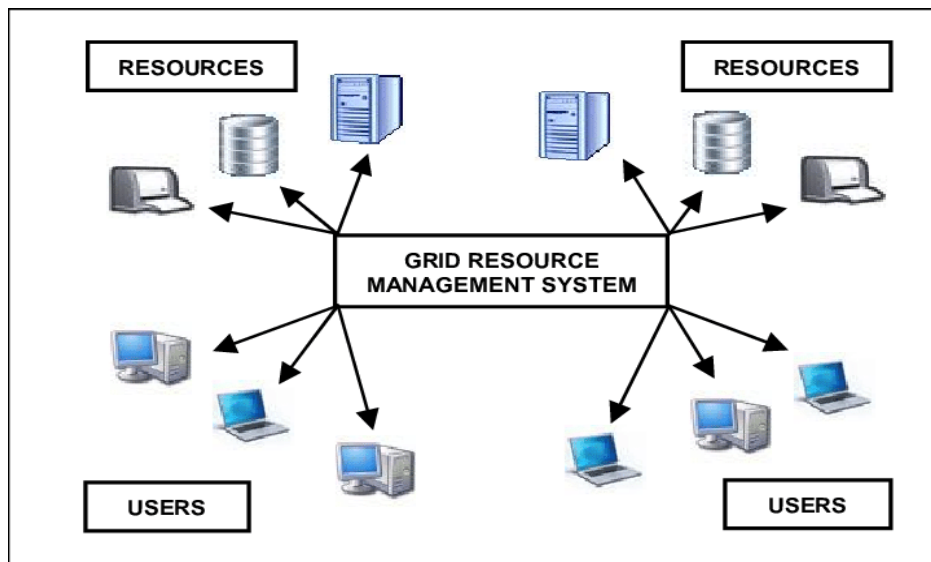 RESOURCES
RESOURCES
GRID RESOURCE
MANAGEMENT SYSTEM
USERS
USERS